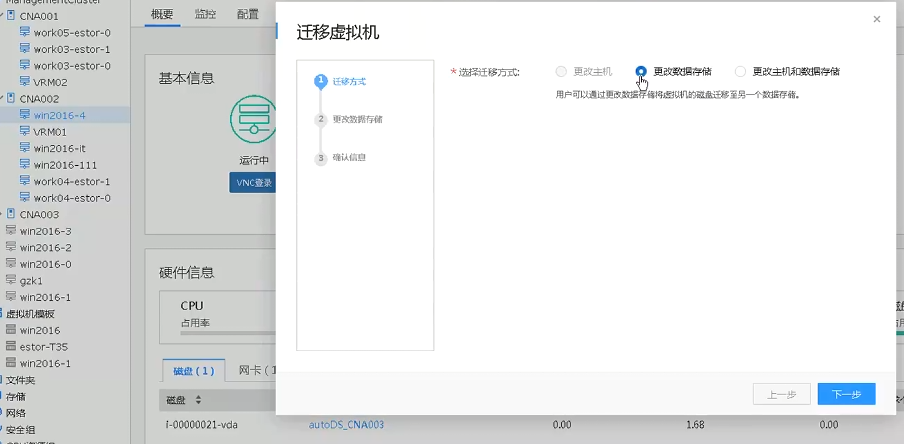 ManagementCluster
CNA001
work05-estor-0
work03-estor-1
work03-estor-0
VRM02
CNA002
win2016-4
VRM01
win2016-it
win2016-111
work04-estor-1
work04-estor-0
CNA003
win2016-3
win2016-2
win2016-0
gzk1
win2016-1
虚拟机模板
win2016
estor-T35
win2016-1
文件夹
存储
网络
安全组
概要 监控 配置
基本信息
运行中
VNC登录
硬件信息
CPU
占用率
磁盘 ( 1 ) 网卡 ( 1
磁盘
i-00000021-vda autoDS_CNA003 0.00 1.68 0.00
迁移虚拟机
×
1 迁移方式
2 更改数据存储
3 确认信息
* 选择迁移方式: 更改主机 更改数据存储 更改主机和数据存储
用户可以通过更改数据存储将虚拟机的磁盘迁移至另一个数据存储。
上一步 下一步